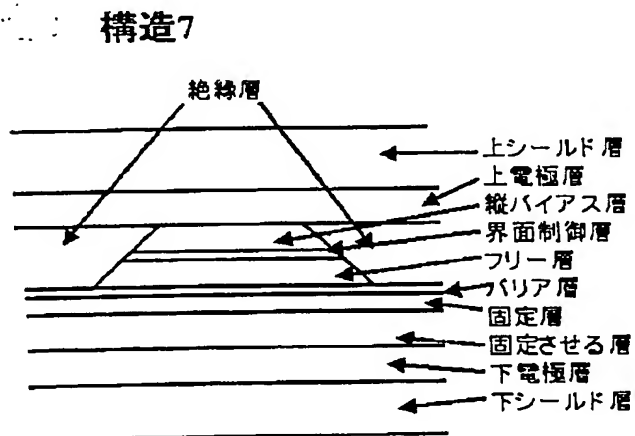 構造7
絶縁層
上シールド層
上電極層
縦バイアス層
界面制御層
フリー層
バリア層
固定層
固定させる層
下電極層
下シールド層